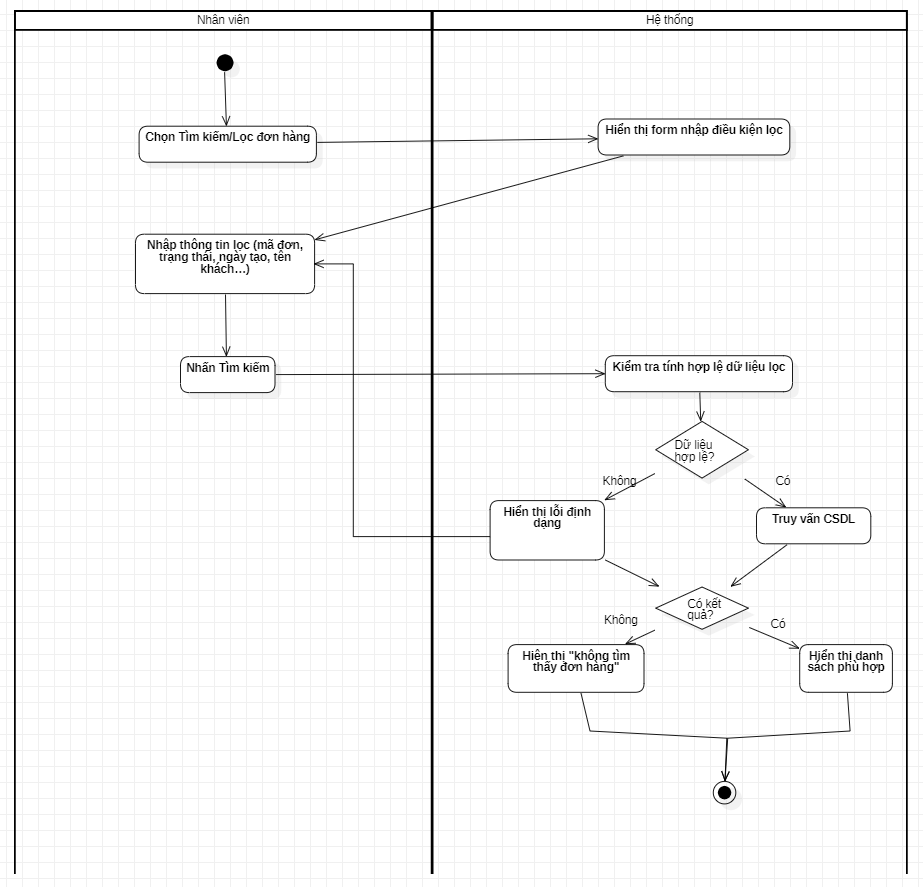 Nhân viên
Hệ thống
Chọn Tìm kiếm/Lọc đơn hàng
Hiển thị form nhập điều kiện lọc
Nhập thông tin lọc (mã đơn,
trạng thái, ngày tạo, tên
khách…)
Nhấn Tìm kiếm
Kiểm tra tính hợp lệ dữ liệu lọc
Dữ liệu
hợp lệ?
Không
Có
Hiển thị lỗi định
dạng
Truy vấn CSDL
Có kết
quả?
Không
Có
Hiển thị "không tìm
thấy đơn hàng"
Hiển thị danh
sách phù hợp